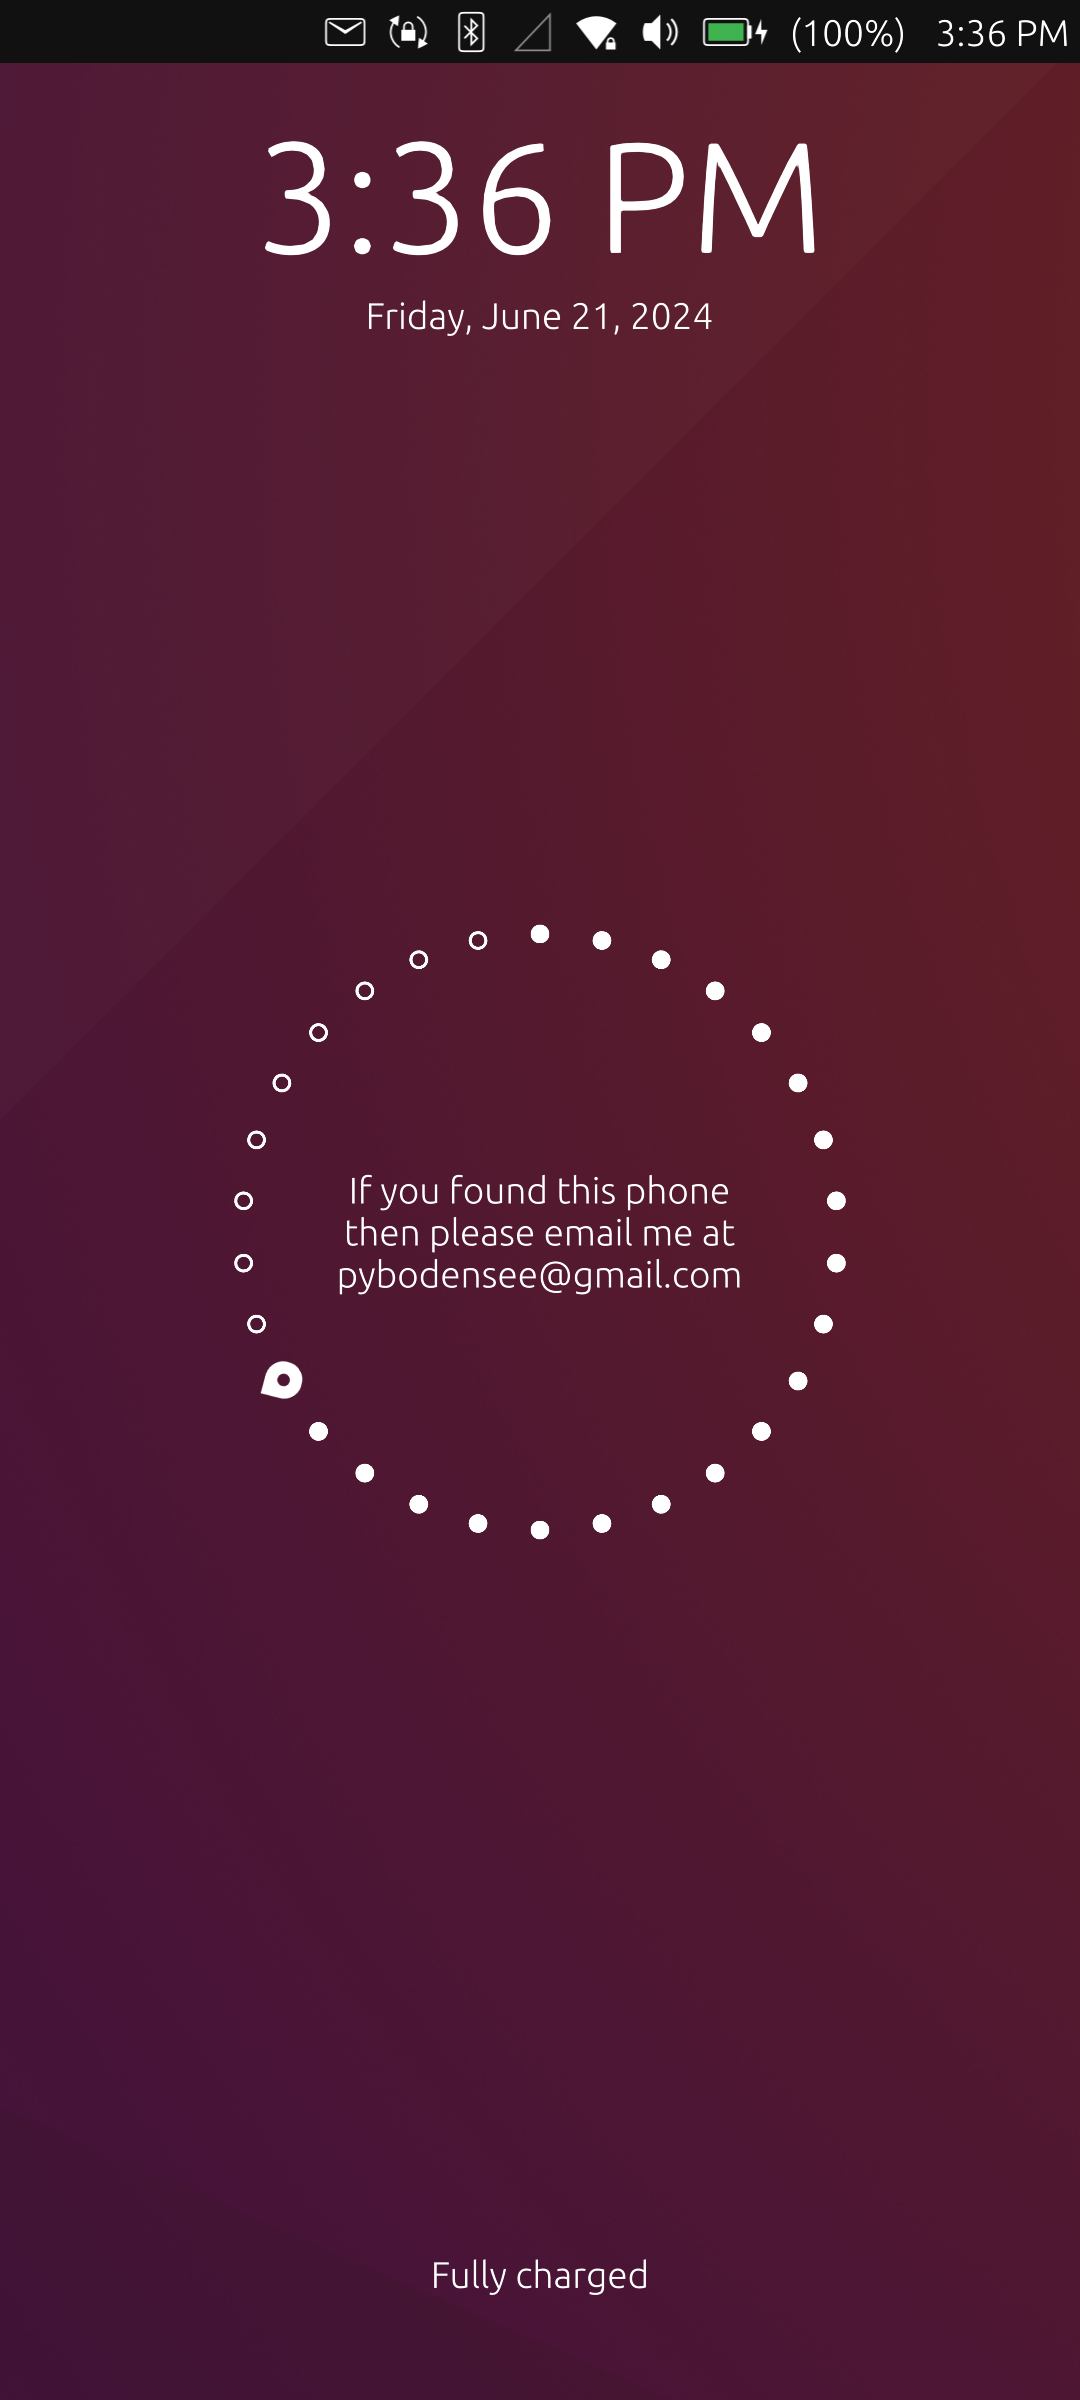 (100%) 3:36 PM
3:36 PM
Friday, June 21, 2024
If you found this phone
then please email me at
pybodensee@gmail.com
Fully charged